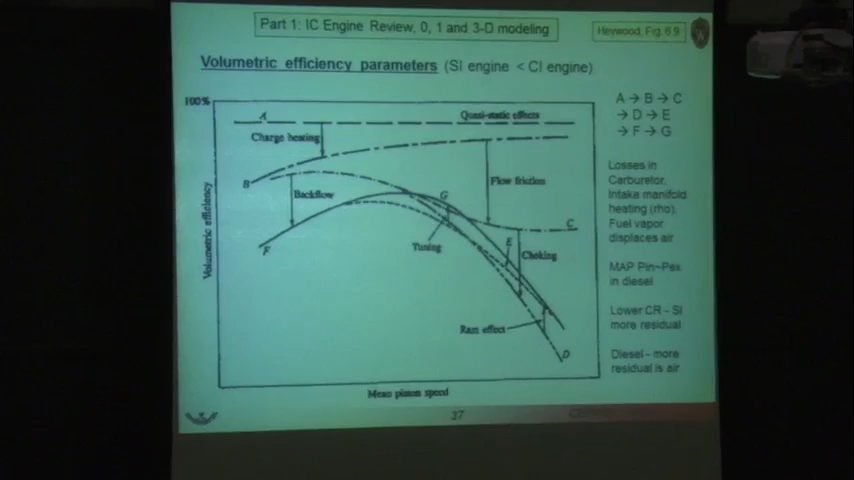 Part 1: IC Engine Review, 0, 1 and 3-D modeling
Heywood, Fig. 6.9
Volumetric efficiency parameters (SI engine < CI engine)
100%
A
Quasi-static effects
Charge heating
B
Backflow
Flow friction
G
C
F
Tuning
E
Choking
Ram effect
D
Volumetric efficiency
Mean piston speed
A → B → C
→ D → E
→ F → G
Losses in
Carburetor,
Intake manifold
heating (rho),
Fuel vapor
displaces air
MAP Pin~Pex
in diesel
Lower CR - SI
more residual
Diesel - more
residual is air
37